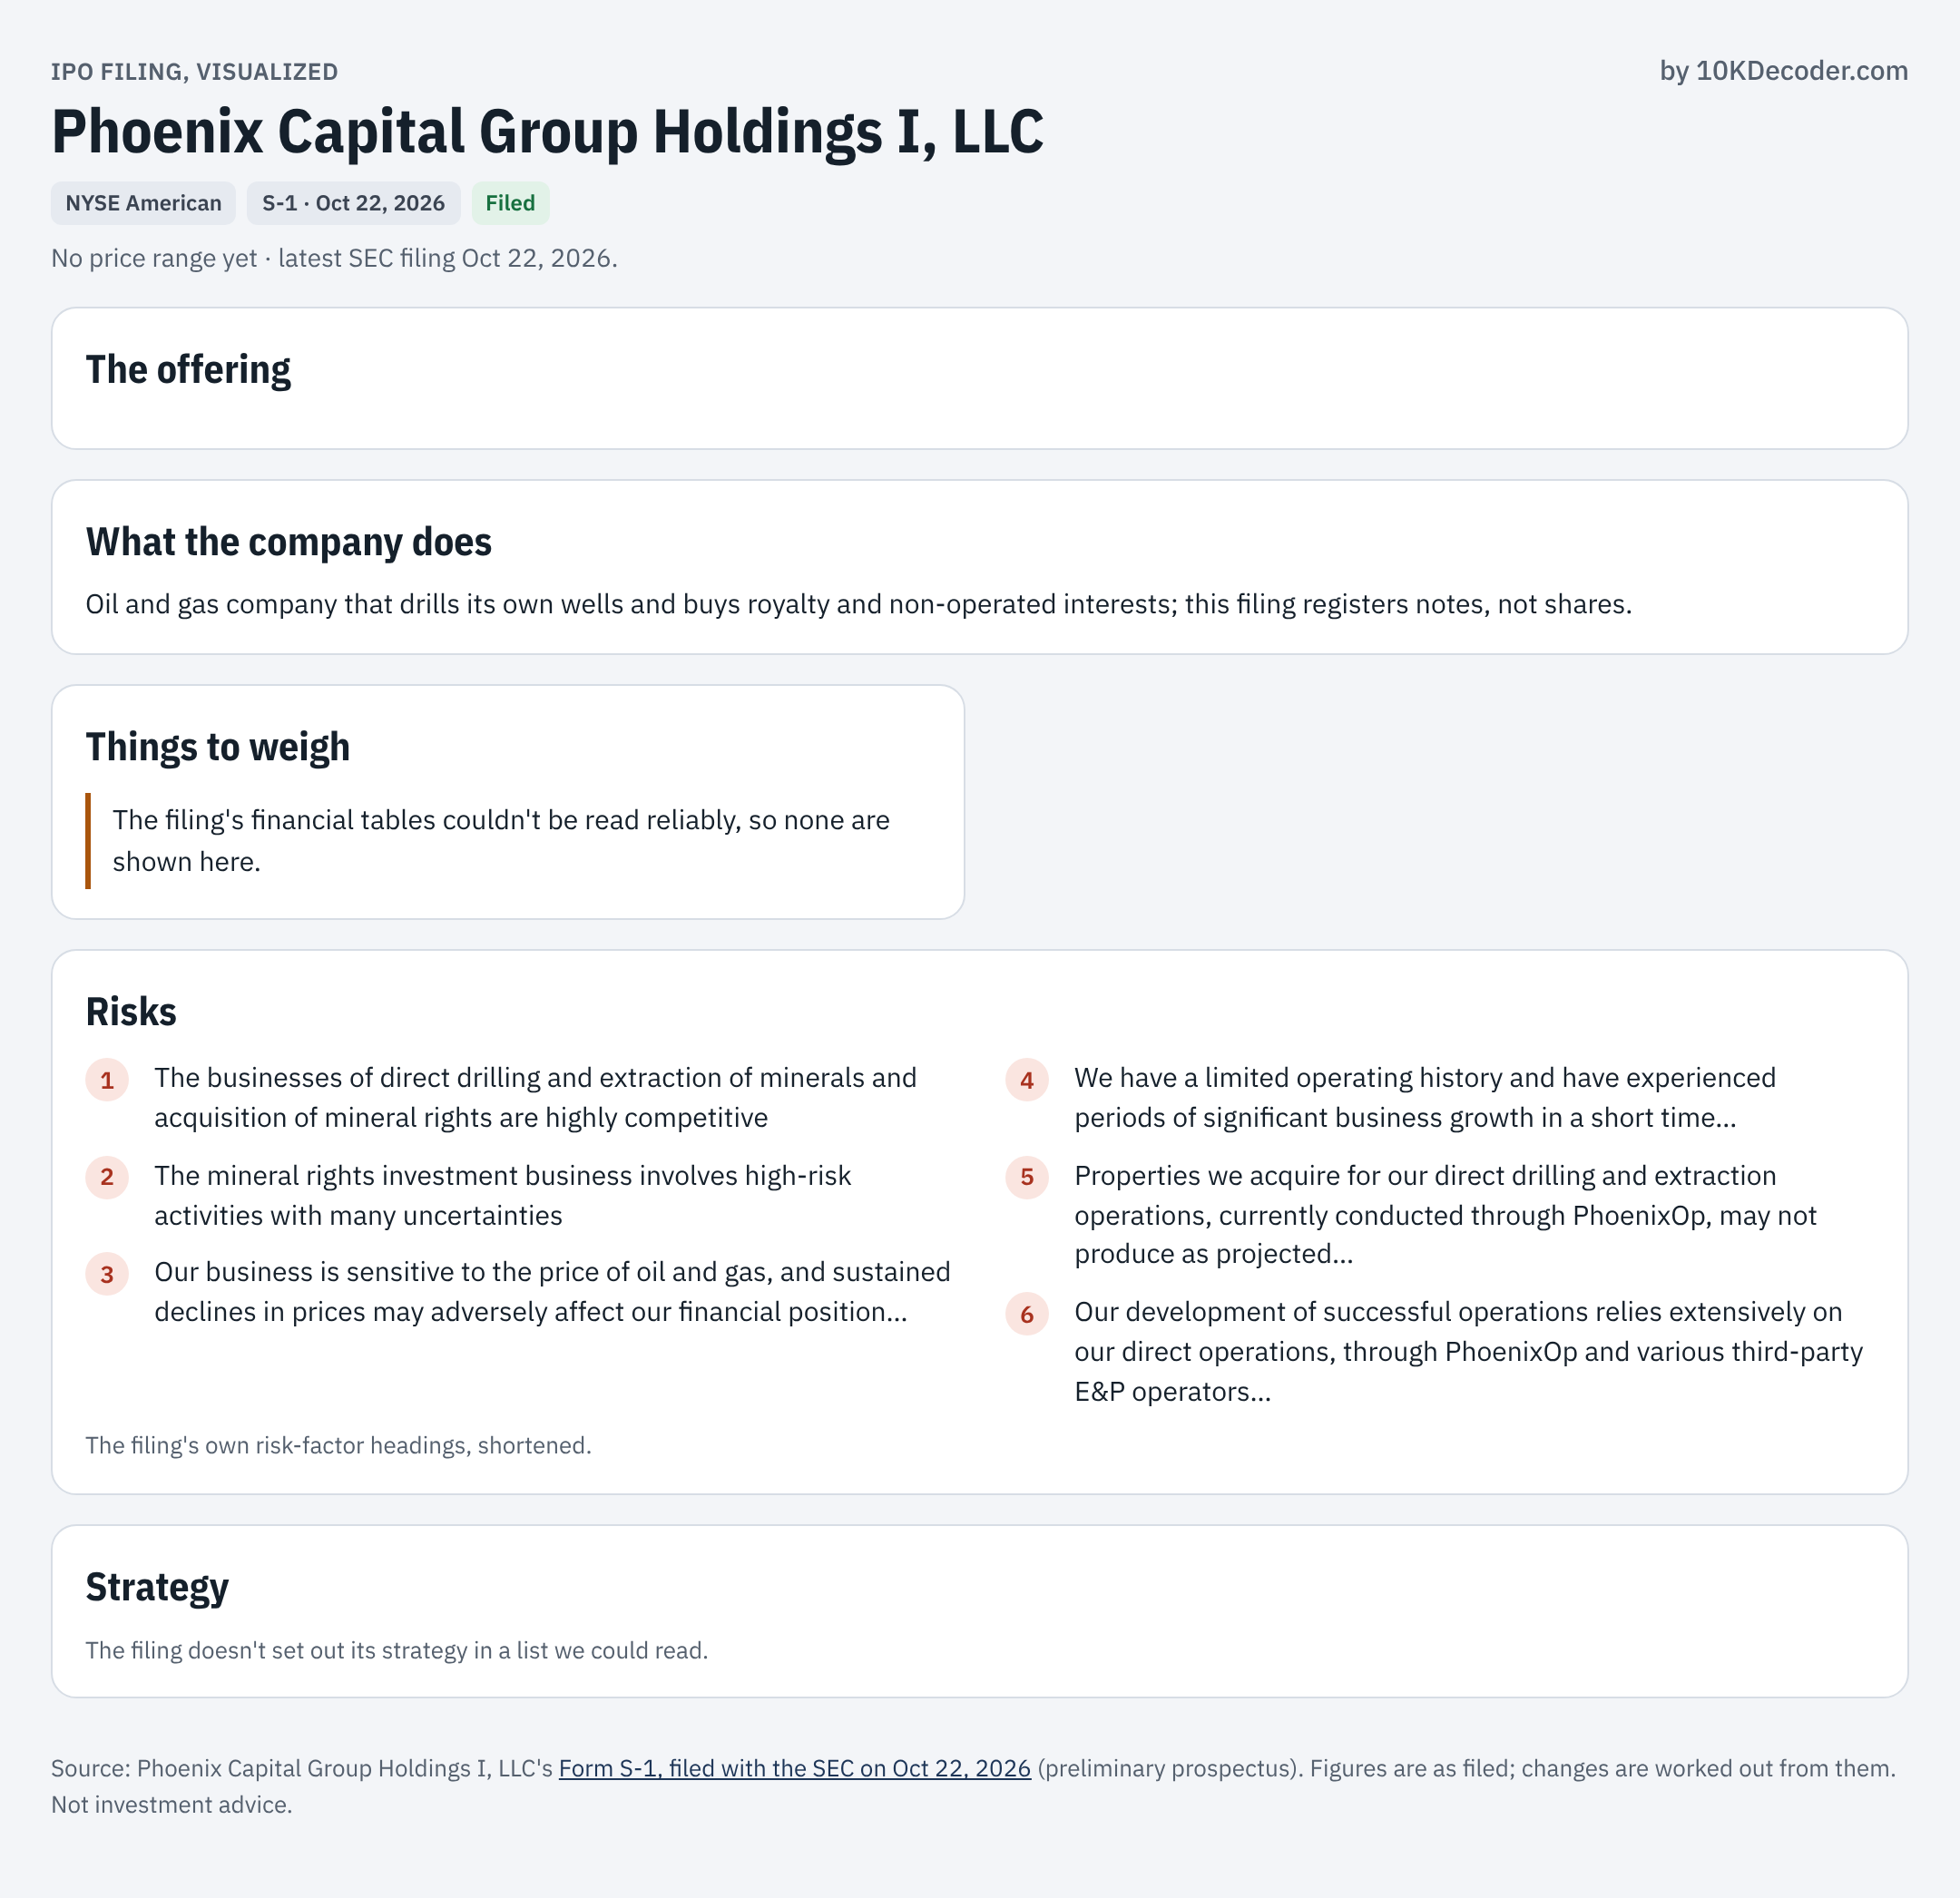 IPO FILING, VISUALIZED
by 10KDecoder.com
Phoenix Capital Group Holdings I, LLC
NYSE American
S-1 · Oct 22, 2026
Filed
No price range yet · latest SEC filing Oct 22, 2026.
The offering
What the company does
Oil and gas company that drills its own wells and buys royalty and non-operated interests; this filing registers notes, not shares.
Things to weigh
The filing's financial tables couldn't be read reliably, so none are
shown here.
Risks
1 The businesses of direct drilling and extraction of minerals and
acquisition of mineral rights are highly competitive
2 The mineral rights investment business involves high-risk
activities with many uncertainties
3 Our business is sensitive to the price of oil and gas, and sustained
declines in prices may adversely affect our financial position...
4 We have a limited operating history and have experienced
periods of significant business growth in a short time...
5 Properties we acquire for our direct drilling and extraction
operations, currently conducted through PhoenixOp, may not
produce as projected...
6 Our development of successful operations relies extensively on
our direct operations, through PhoenixOp and various third-party
E&P operators...
The filing's own risk-factor headings, shortened.
Strategy
The filing doesn't set out its strategy in a list we could read.
Source: Phoenix Capital Group Holdings I, LLC's Form S-1, filed with the SEC on Oct 22, 2026 (preliminary prospectus). Figures are as filed; changes are worked out from them.
Not investment advice.